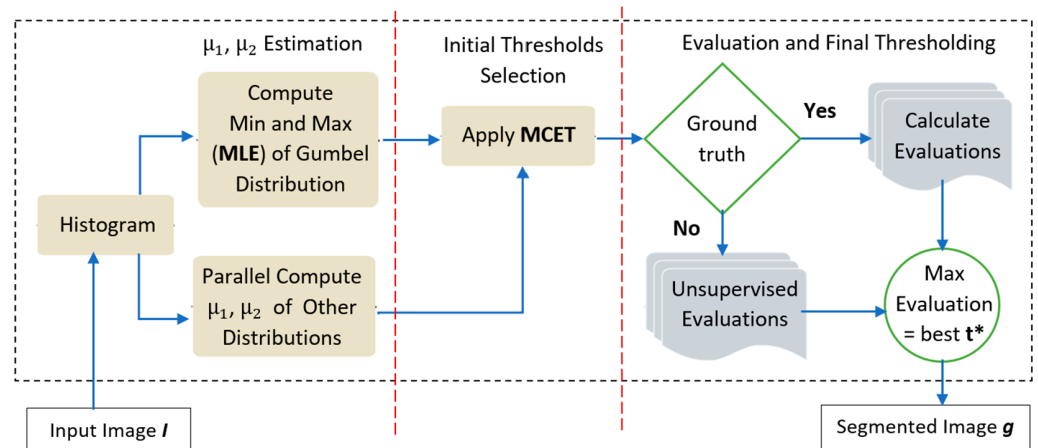 μ₁, μ₂ Estimation
Compute
Min and Max
(MLE) of Gumbel
Distribution
Histogram
Parallel Compute
μ₁, μ₂ of Other
Distributions
Input Image I
Initial Thresholds
Selection
Apply MCET
Evaluation and Final Thresholding
Ground
truth
Yes
Calculate
Evaluations
No
Unsupervised
Evaluations
Max
Evaluation
= best t*
Segmented Image g